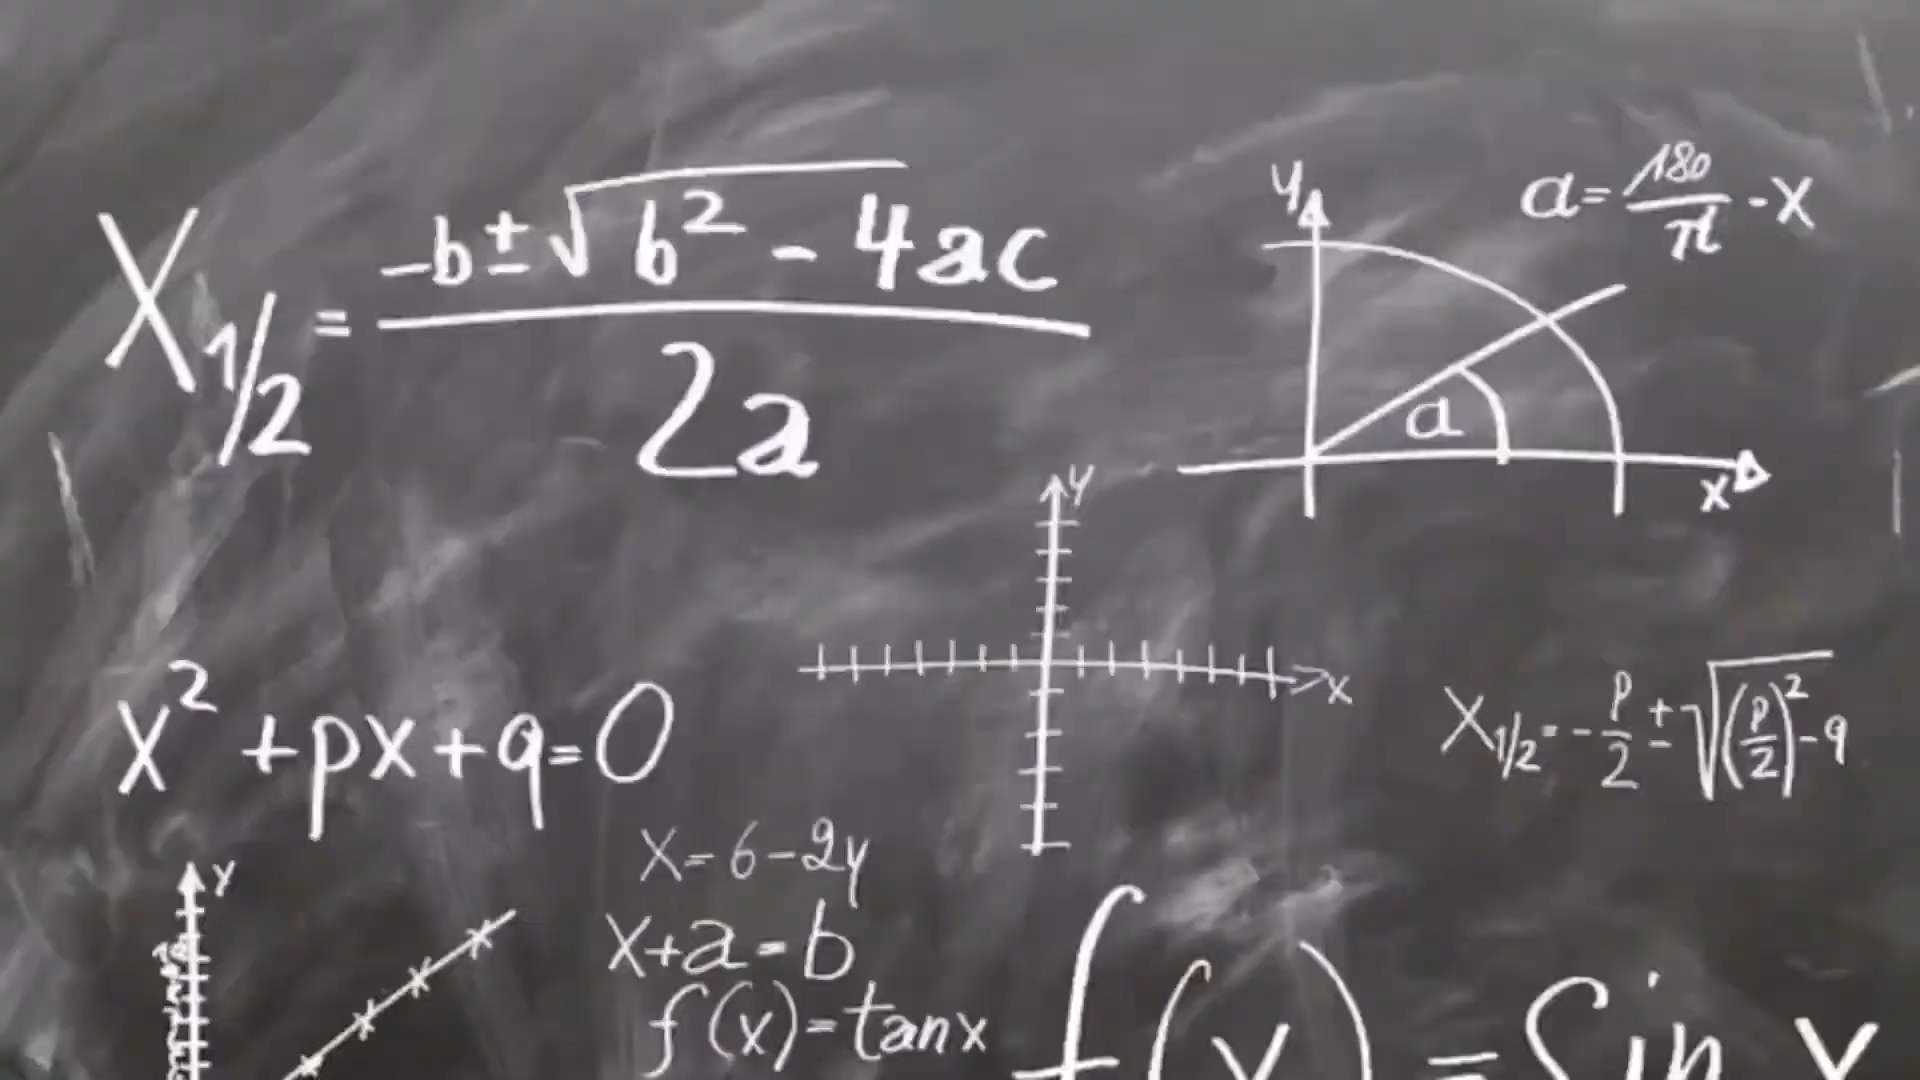 X1/2 = -b±√b² - 4ac / 2a
y
a = 180/π - x
a
x
y
x
x² + px + q = 0
X1/2 = - p/2 ± √(p/2)² - q
x = 6 - 2y
y
x + a = b
f(x) = tanx
f(x) = sin x